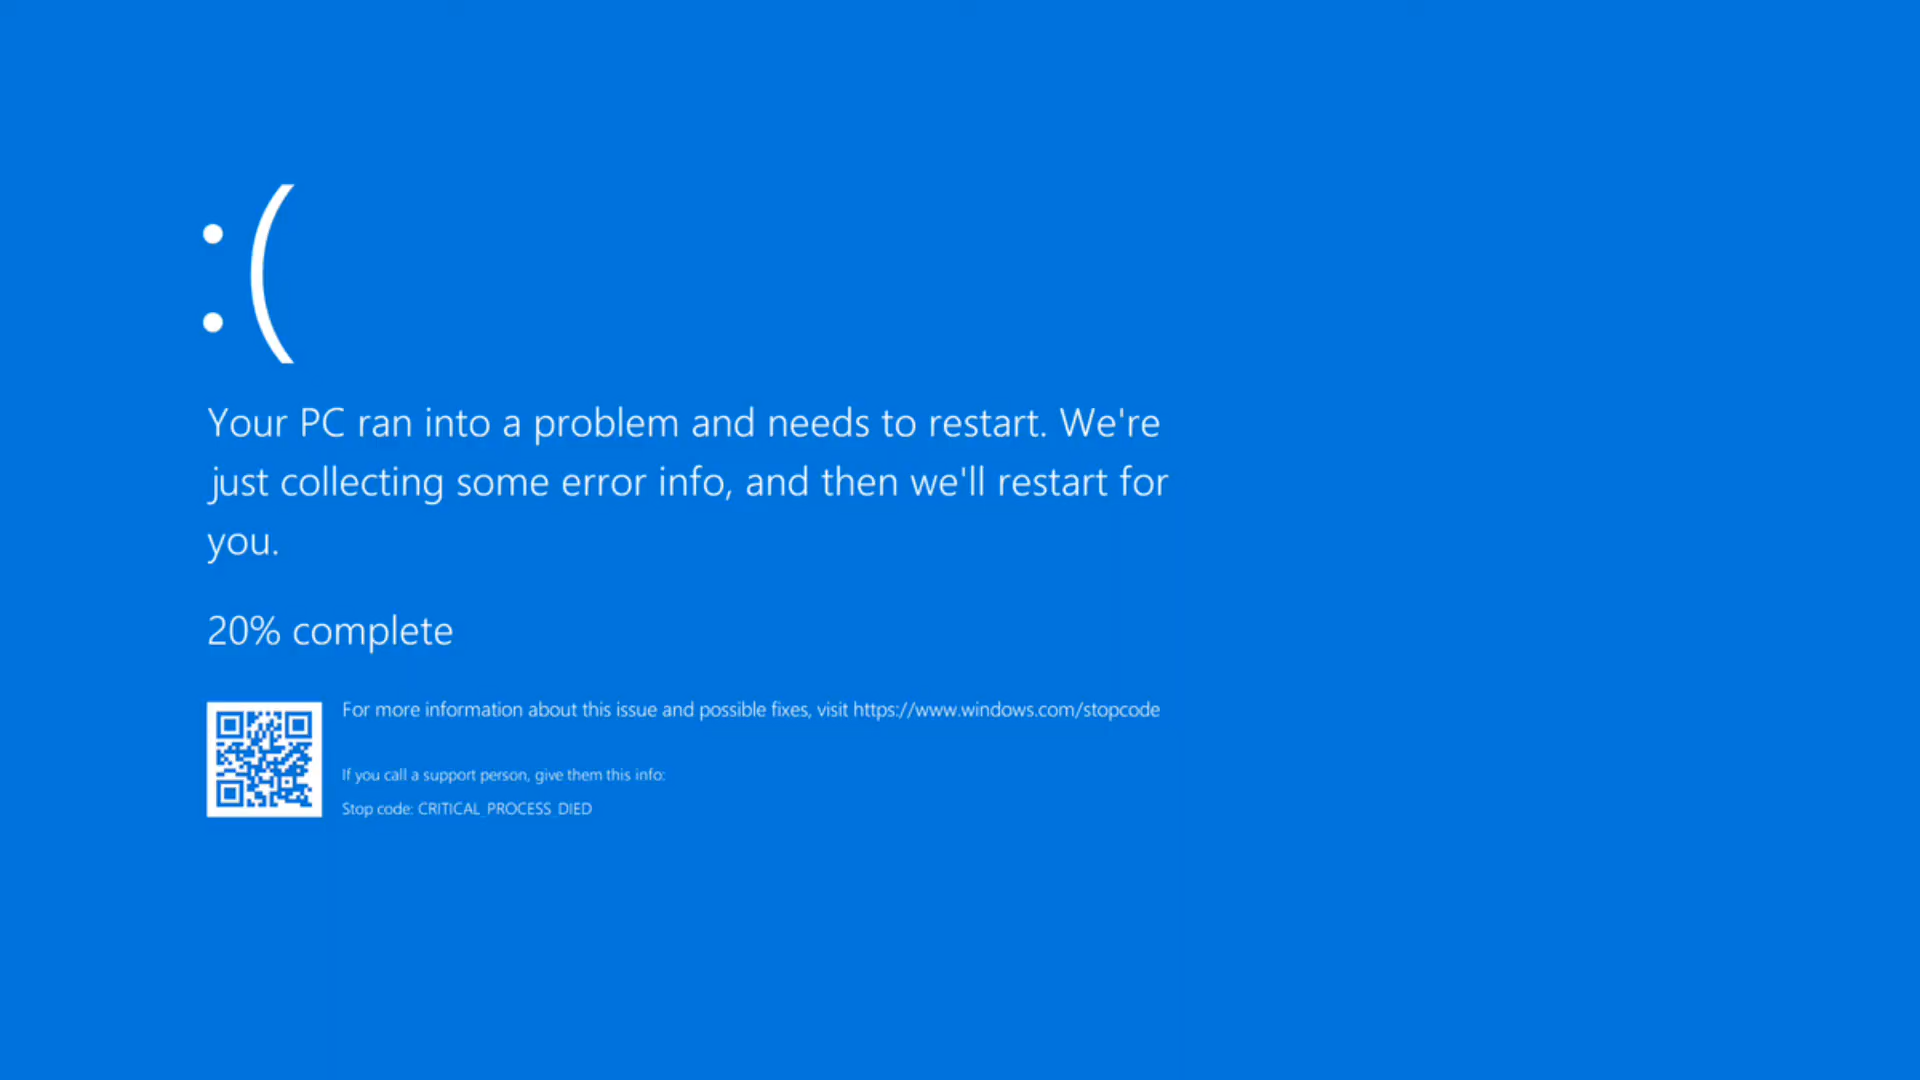 :(
Your PC ran into a problem and needs to restart. We're
just collecting some error info, and then we'll restart for
you.
20% complete
For more information about this issue and possible fixes, visit https://www.windows.com/stopcode
If you call a support person, give them this info:
Stop code: CRITICAL_PROCESS_DIED